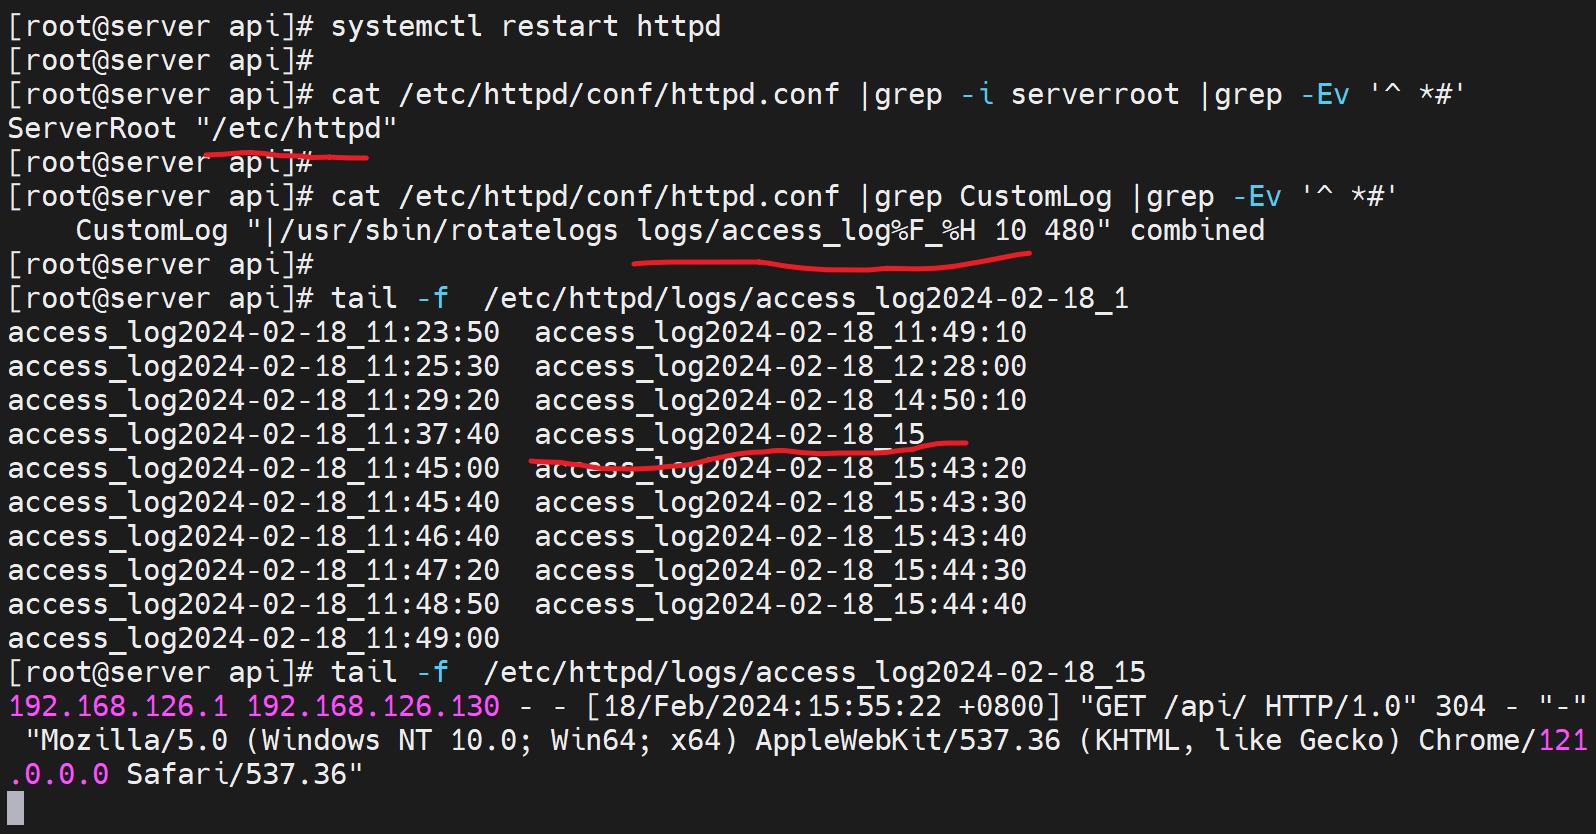 [root@server api]# systemctl restart httpd
[root@server api]#
[root@server api]# cat /etc/httpd/conf/httpd.conf |grep -i serverroot |grep -Ev '^ *#'
ServerRoot "/etc/httpd"
[root@server api]#
[root@server api]# cat /etc/httpd/conf/httpd.conf |grep CustomLog |grep -Ev '^ *#'
    CustomLog "|/usr/sbin/rotatelogs logs/access_log%F_%H 10 480" combined
[root@server api]#
[root@server api]# tail -f  /etc/httpd/logs/access_log2024-02-18_1
access_log2024-02-18_11:23:50  access_log2024-02-18_11:49:10
access_log2024-02-18_11:25:30  access_log2024-02-18_12:28:00
access_log2024-02-18_11:29:20  access_log2024-02-18_14:50:10
access_log2024-02-18_11:37:40  access_log2024-02-18_15
access_log2024-02-18_11:45:00  access_log2024-02-18_15:43:20
access_log2024-02-18_11:45:40  access_log2024-02-18_15:43:30
access_log2024-02-18_11:46:40  access_log2024-02-18_15:43:40
access_log2024-02-18_11:47:20  access_log2024-02-18_15:44:30
access_log2024-02-18_11:48:50  access_log2024-02-18_15:44:40
access_log2024-02-18_11:49:00
[root@server api]# tail -f  /etc/httpd/logs/access_log2024-02-18_15
192.168.126.1 192.168.126.130 - - [18/Feb/2024:15:55:22 +0800] "GET /api/ HTTP/1.0" 304 - "-"
 "Mozilla/5.0 (Windows NT 10.0; Win64; x64) AppleWebKit/537.36 (KHTML, like Gecko) Chrome/121
.0.0.0 Safari/537.36"